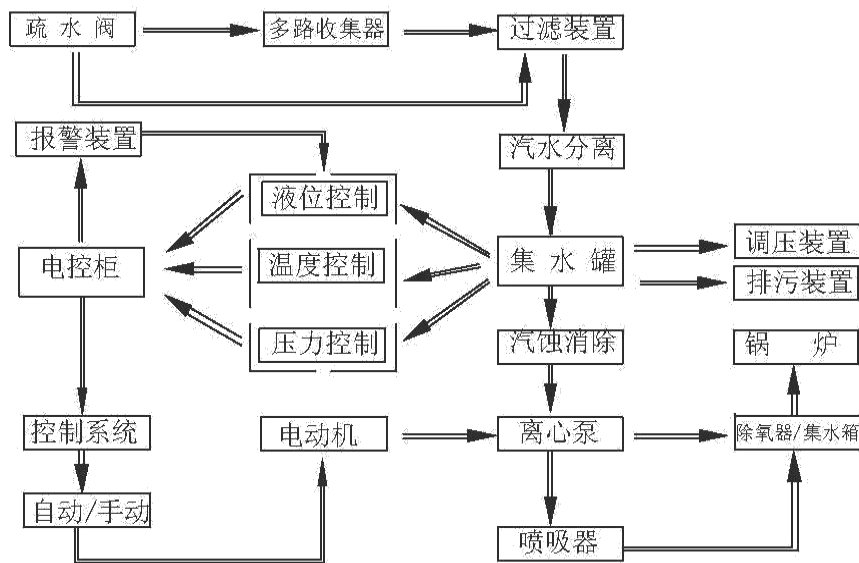 疏水阀
多路收集器
过滤装置
报警装置
汽水分离
液位控制
电控柜
温度控制
集水罐
调压装置
排污装置
压力控制
汽蚀消除
锅炉
控制系统
电动机
离心泵
除氧器/集水箱
自动/手动
喷吸器